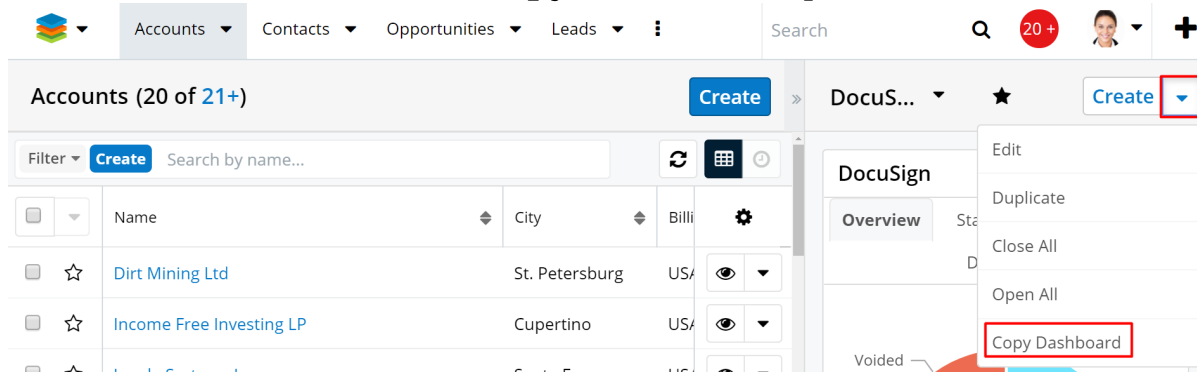 Accounts Contacts Opportunities Leads Search 20 +
Accounts (20 of 21+) Create » DocuS... Create
Filter Create Search by name...
Edit
DocuSign
Duplicate
Name City Billi
Overview Sta
Close All
D
Dirt Mining Ltd St. Petersburg USA
Open All
Income Free Investing LP Cupertino USA
Copy Dashboard
Voided